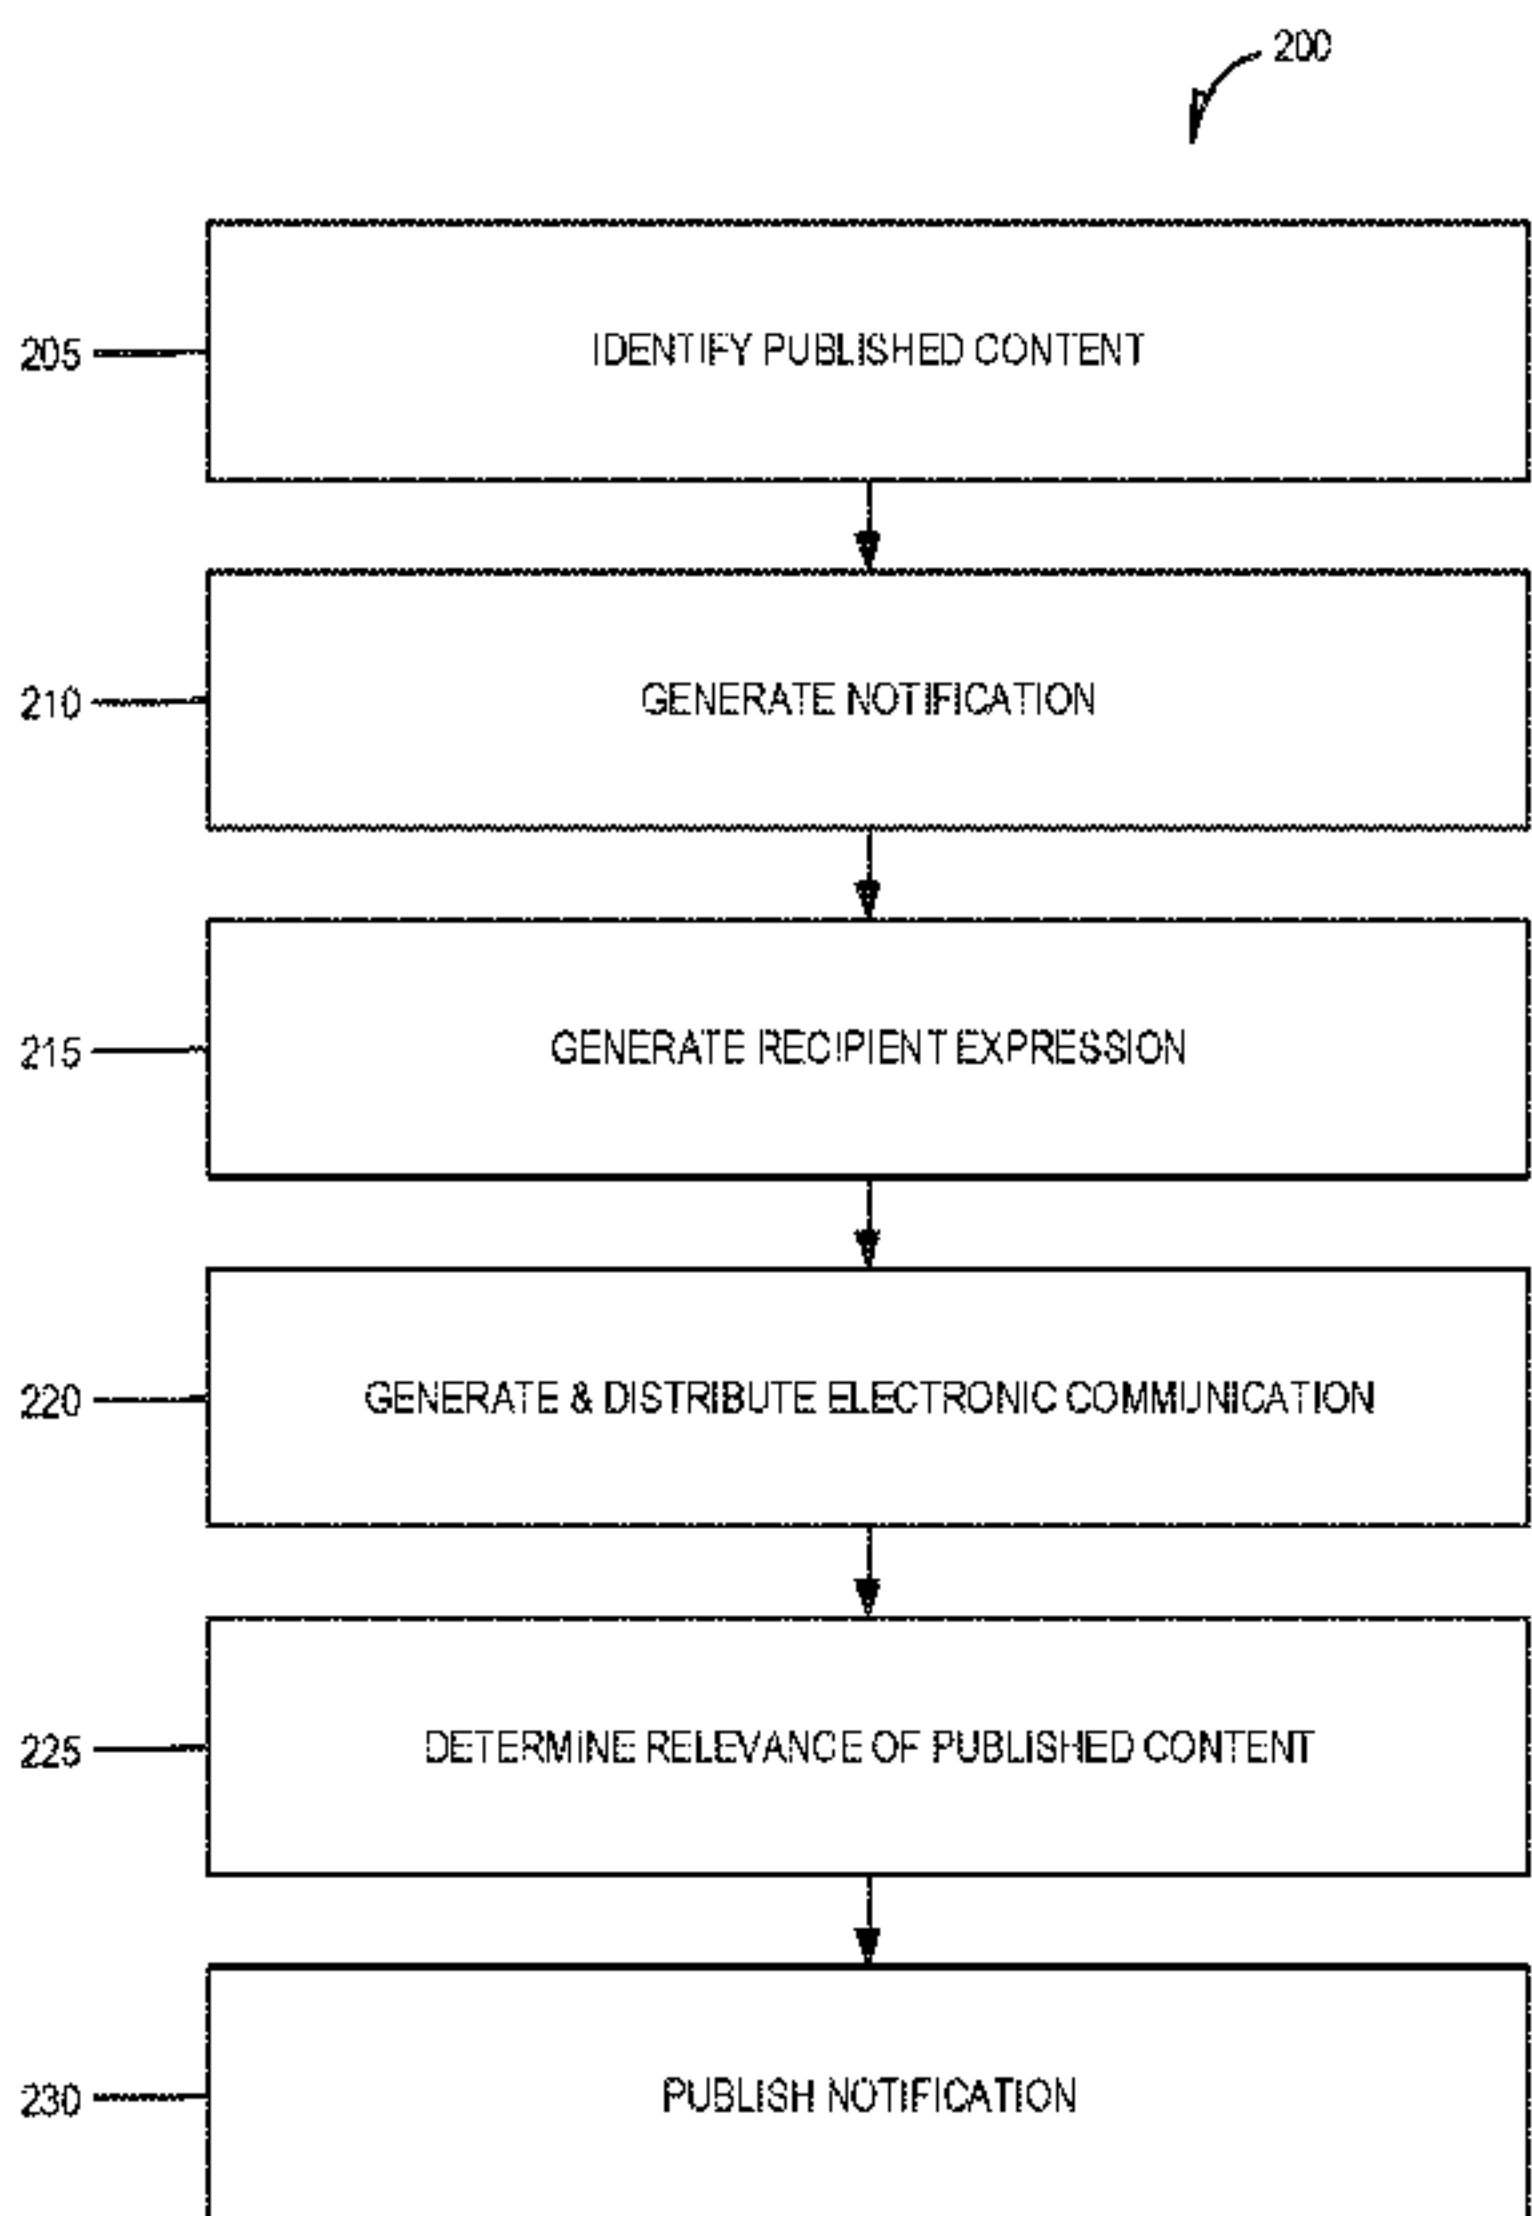 200
205
IDENTIFY PUBLISHED CONTENT
210
GENERATE NOTIFICATION
215
GENERATE RECIPIENT EXPRESSION
220
GENERATE & DISTRIBUTE ELECTRONIC COMMUNICATION
225
DETERMINE RELEVANCE OF PUBLISHED CONTENT
230
PUBLISH NOTIFICATION